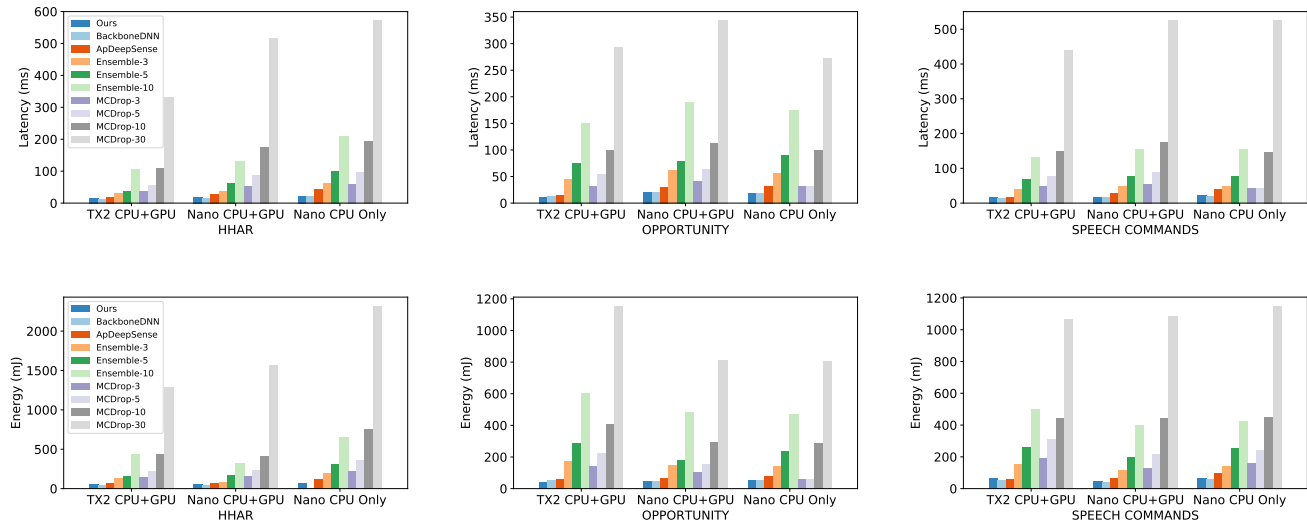 600
500
400
300
200
100
0
Latency (ms)
Ours
BackboneDNN
ApDeepSense
Ensemble-3
Ensemble-5
Ensemble-10
MCDrop-3
MCDrop-5
MCDrop-10
MCDrop-30
TX2 CPU+GPU Nano CPU+GPU Nano CPU Only
HHAR
350
300
250
200
150
100
50
0
Latency (ms)
TX2 CPU+GPU Nano CPU+GPU Nano CPU Only
OPPORTUNITY
500
400
300
200
100
0
Latency (ms)
TX2 CPU+GPU Nano CPU+GPU Nano CPU Only
SPEECH COMMANDS
2000
1500
1000
500
0
Energy (mJ)
Ours
BackboneDNN
ApDeepSense
Ensemble-3
Ensemble-5
Ensemble-10
MCDrop-3
MCDrop-5
MCDrop-10
MCDrop-30
TX2 CPU+GPU Nano CPU+GPU Nano CPU Only
HHAR
1200
1000
800
600
400
200
0
Energy (mJ)
TX2 CPU+GPU Nano CPU+GPU Nano CPU Only
OPPORTUNITY
1200
1000
800
600
400
200
0
Energy (mJ)
TX2 CPU+GPU Nano CPU+GPU Nano CPU Only
SPEECH COMMANDS